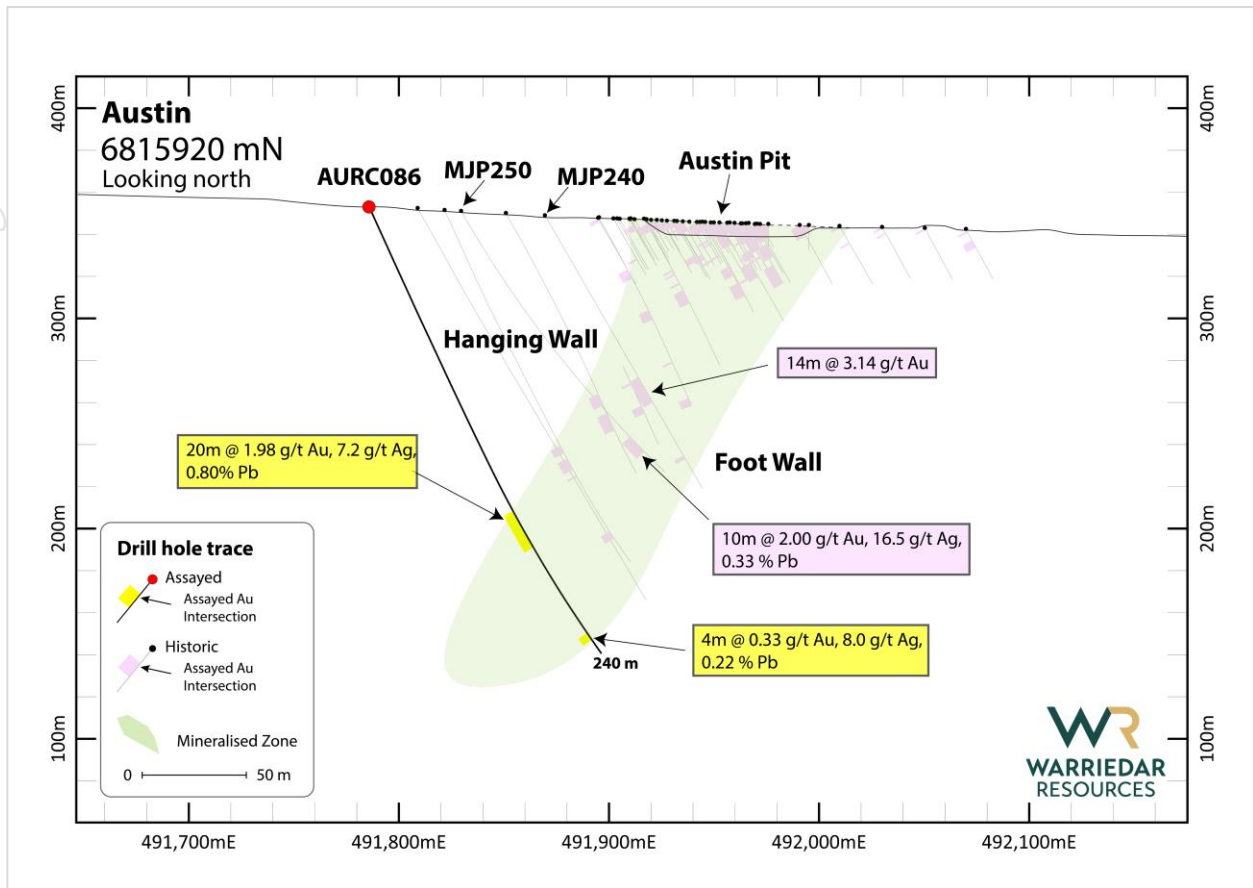 Austin
6815920 mN
Looking north
AURC086
MJP250
MJP240
Austin Pit
400m
300m
200m
100m
400m
300m
200m
100m
Hanging Wall
14m @ 3.14 g/t Au
20m @ 1.98 g/t Au, 7.2 g/t Ag,
0.80% Pb
Foot Wall
10m @ 2.00 g/t Au, 16.5 g/t Ag,
0.33 % Pb
4m @ 0.33 g/t Au, 8.0 g/t Ag,
0.22 % Pb
240 m
Drill hole trace
Assayed
Assayed Au
Intersection
Historic
Assayed Au
Intersection
Mineralised Zone
0
50 m
WR
WARRIEDAR
RESOURCES
491,700mE
491,800mE
491,900mE
492,000mE
492,100mE